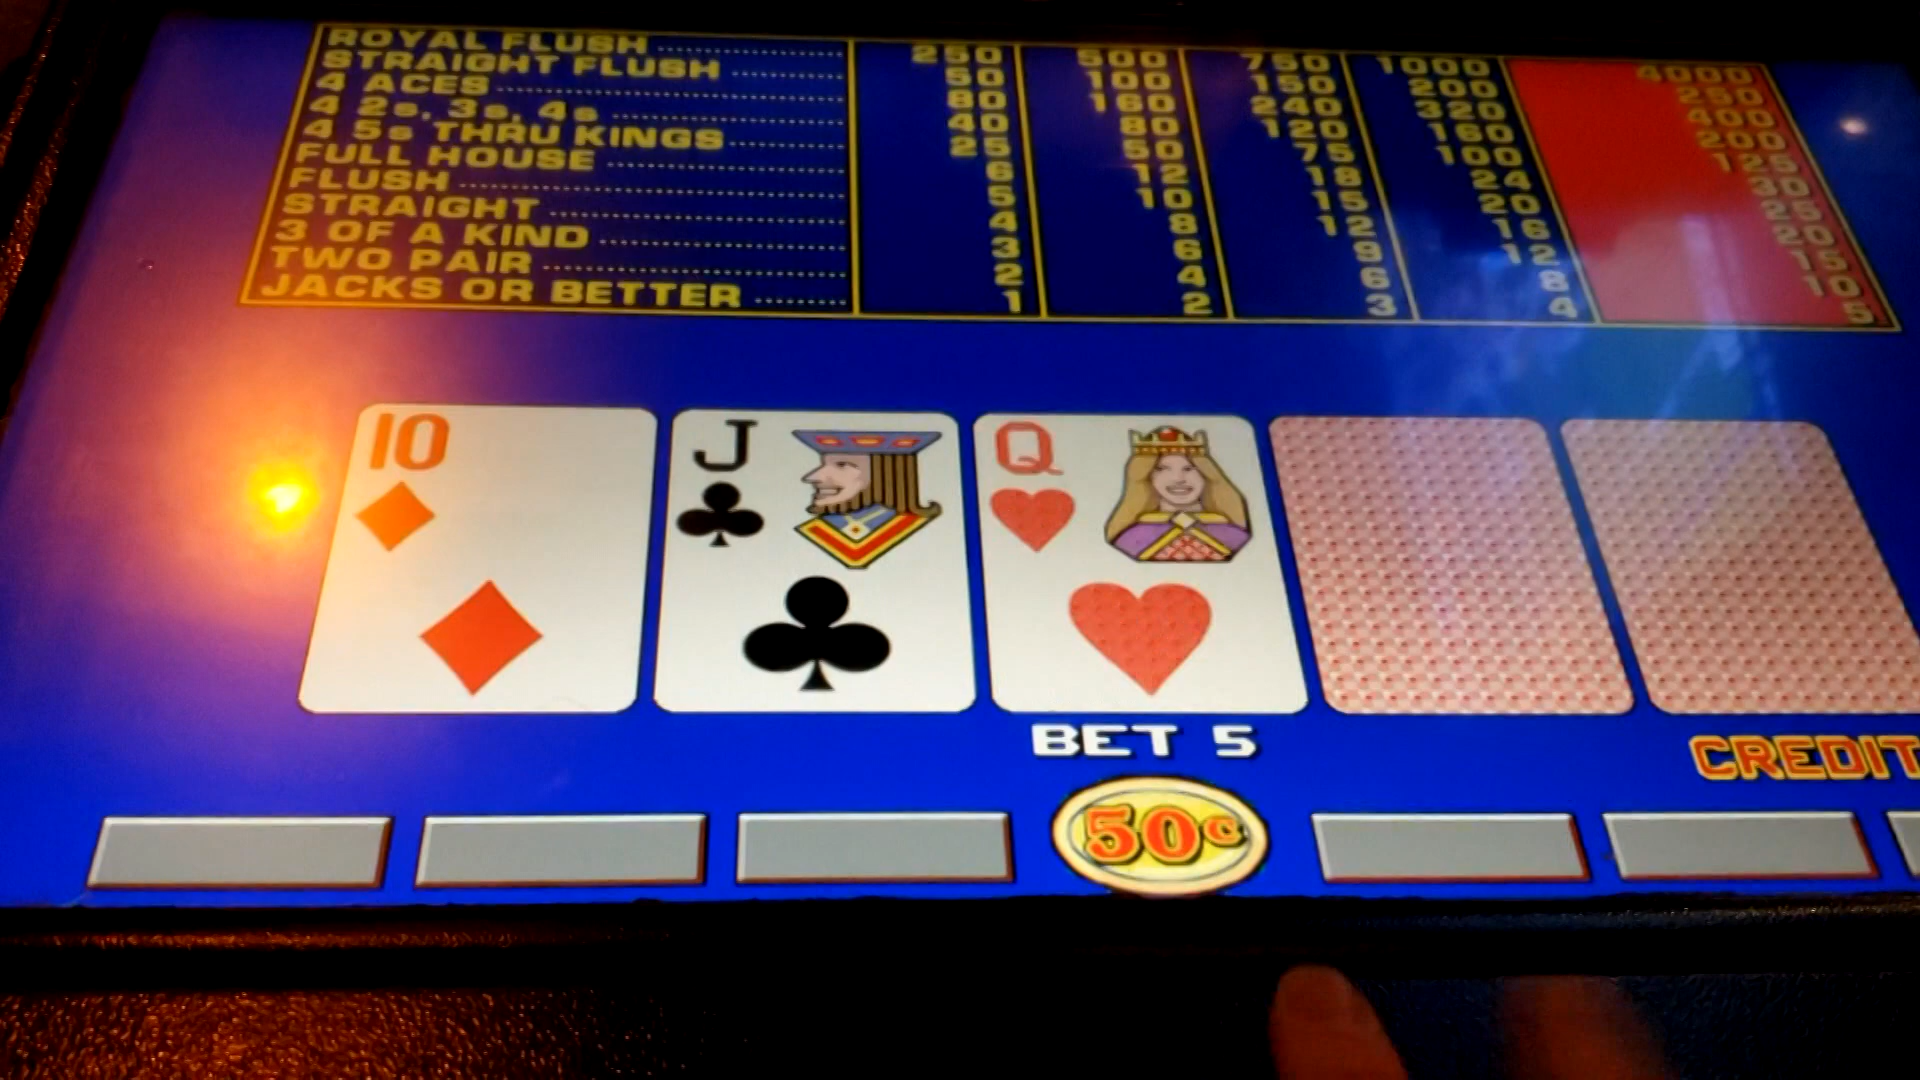 ROYAL FLUSH 250 500 750 1000 4000
STRAIGHT FLUSH 50 100 150 200 250
4 ACES 80 160 240 320 400
4 2s, 3s, 4s 40 80 120 160 200
4 5s THRU KINGS 25 50 75 100 125
FULL HOUSE 6 12 18 24 30
FLUSH 5 10 15 20 25
STRAIGHT 4 8 12 16 20
3 OF A KIND 3 6 9 12 15
TWO PAIR 2 4 6 8 10
JACKS OR BETTER 1 2 3 4 5
10 J Q
BET 5
CREDIT
50¢